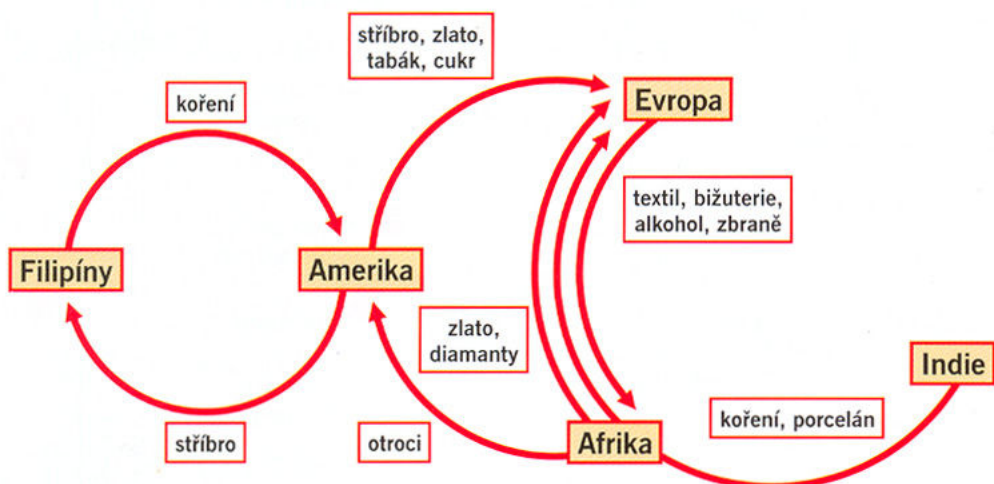 stříbro, zlato,
tabák, cukr
Evropa
koření
textil, bižuterie,
alkohol, zbraně
Filipíny
Amerika
zlato,
diamanty
Indie
koření, porcelán
stříbro
otroci
Afrika